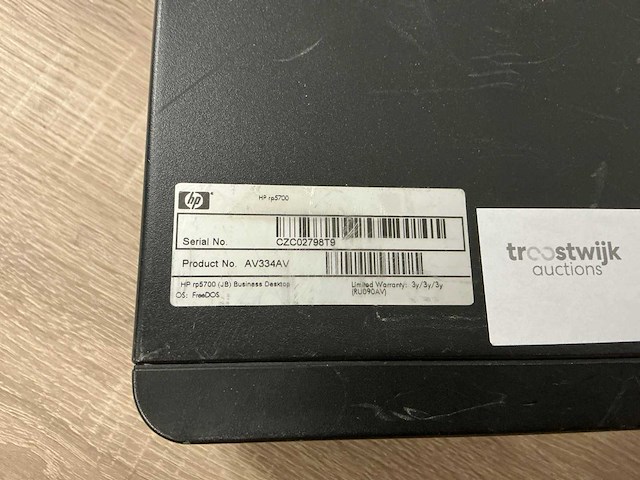 hp
HP rp5700
Serial No. CZC02798T9
Product No. AV334AV
HP rp5700 (JB) Business Desktop
Limited Warranty: 3y/3y/3y
(RU090AV)
OS: FreeDOS
troostwijk
auctions